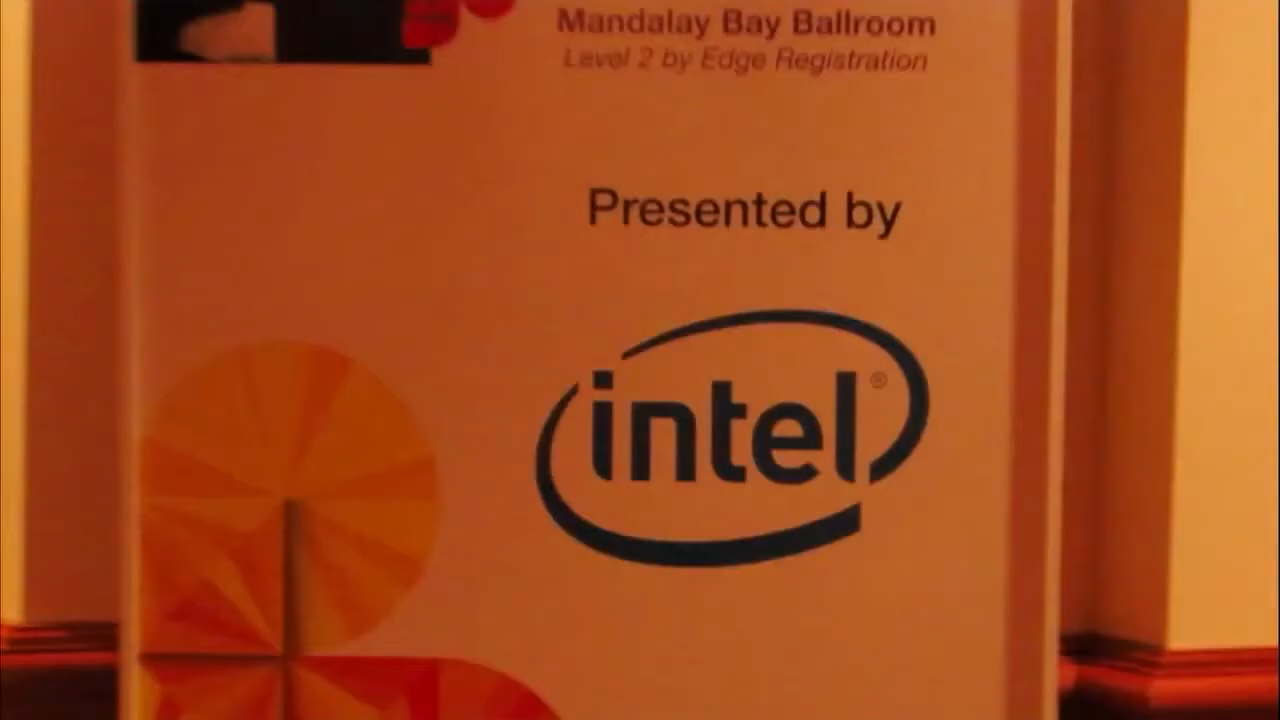 Mandalay Bay Ballroom
Level 2 by Edge Registration
Presented by
intel®